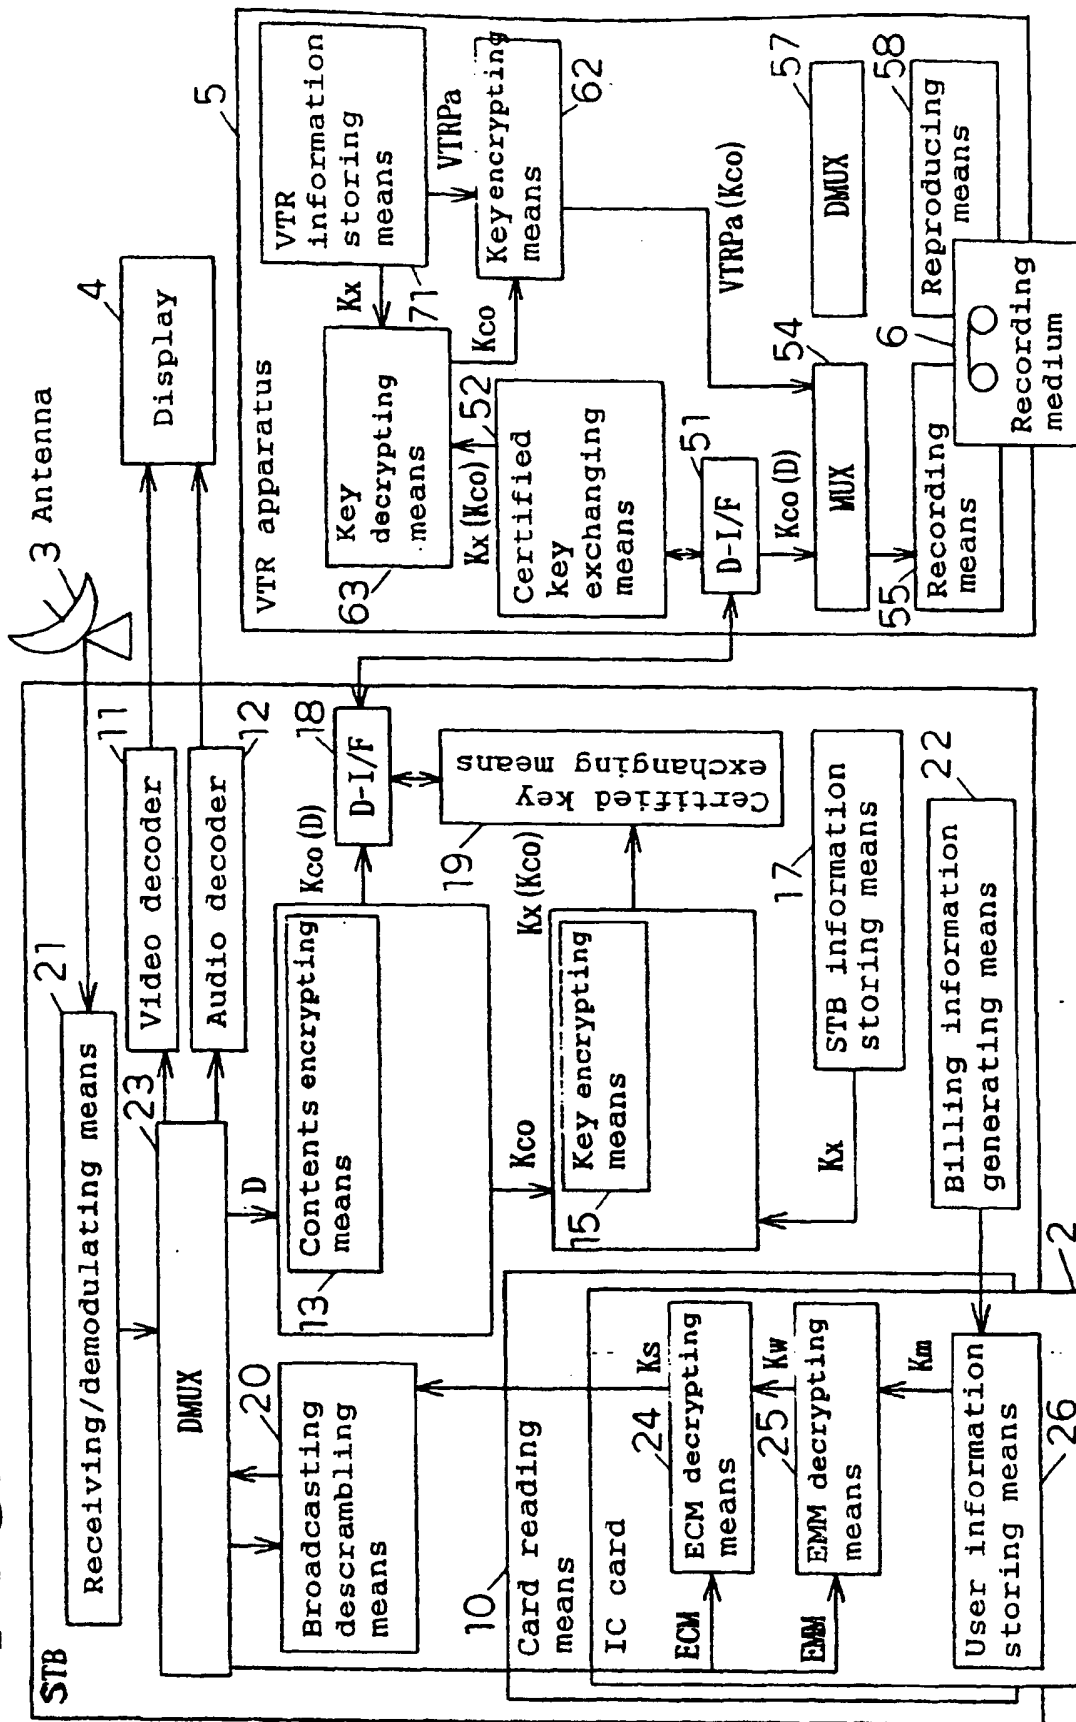 STB
Receiving/demodulating means
21
3 Antenna
DMUX
23
Video decoder
11
Audio decoder
12
4
Display
Broadcasting
descrambling
means
20
D
Contents encrypting
means
13
Kco(D)
18
D-I/F
Kco
Key encrypting
means
15
Kx(Kco)
19
Certified key
exchanging means
Kx
17
STB information
storing means
22
Billing information
generating means
10
Card reading
means
IC card
ECM
EMM
Ks
24
ECM decrypting
means
Kw
25
EMM decrypting
means
Km
User information
storing means
26
2
5
VTR apparatus
VTR
information
storing
means
71
Kx
VTRPa
Key
decrypting
means
63
Kco
Key encrypting
means
62
Kx(Kco)
52
Certified
key
exchanging
means
51
D-I/F
Kco(D)
VTRPa(Kco)
54
MUX
57
DMUX
55
Recording
means
58
Reproducing
means
6
Recording
medium